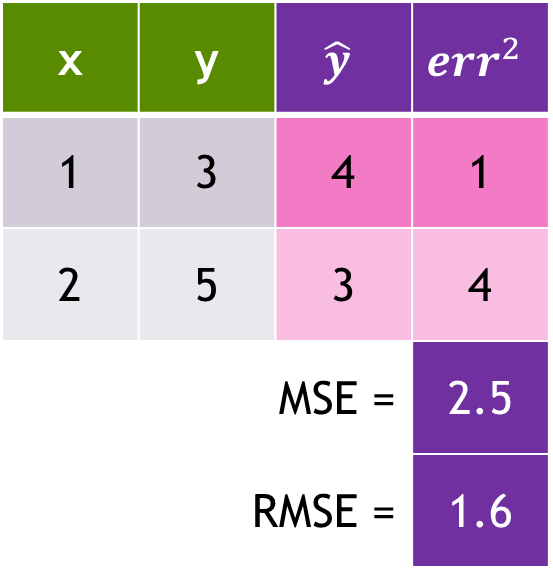 x y ŷ err²
1 3 4 1
2 5 3 4
MSE = 2.5
RMSE = 1.6